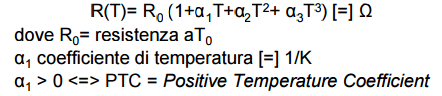 R(T)= R₀ (1+α₁T+α₂T²+ α₃T³) [=] Ω
dove R₀= resistenza aT₀
α₁ coefficiente di temperatura [=] 1/K
α₁ > 0 <=> PTC = Positive Temperature Coefficient